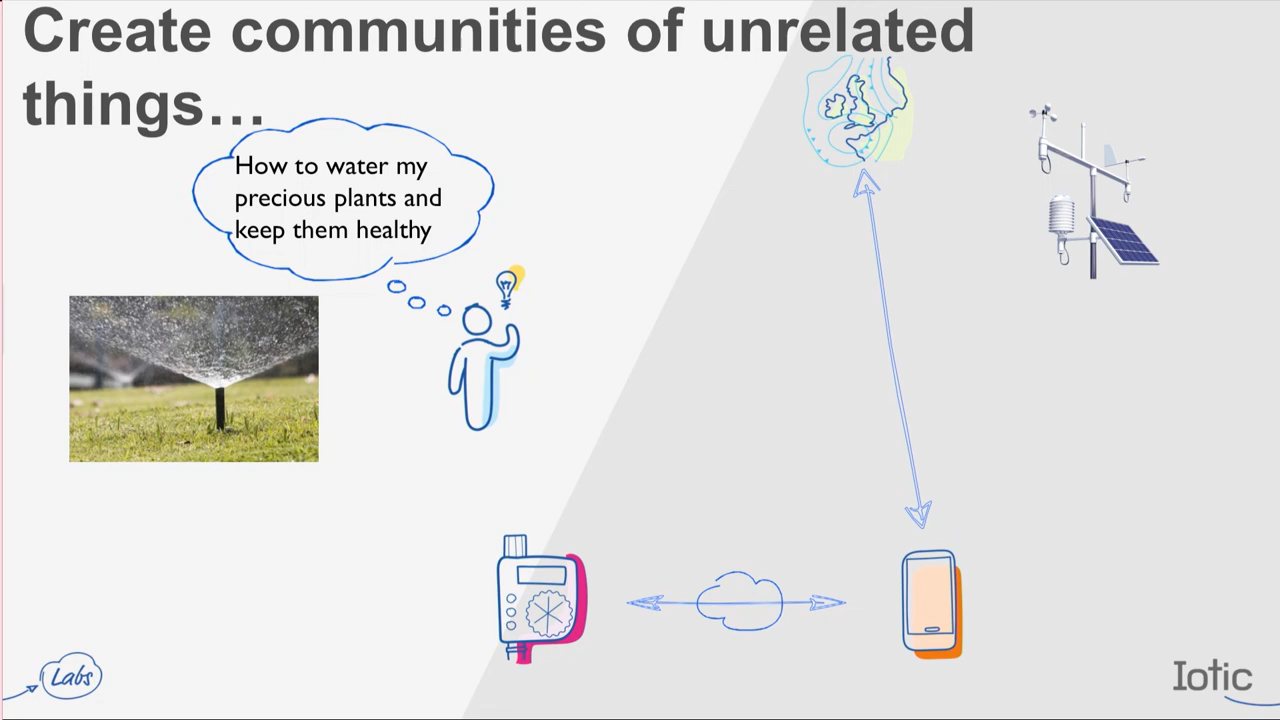 Create communities of unrelated
things…
How to water my
precious plants and
keep them healthy
Labs
Iotic